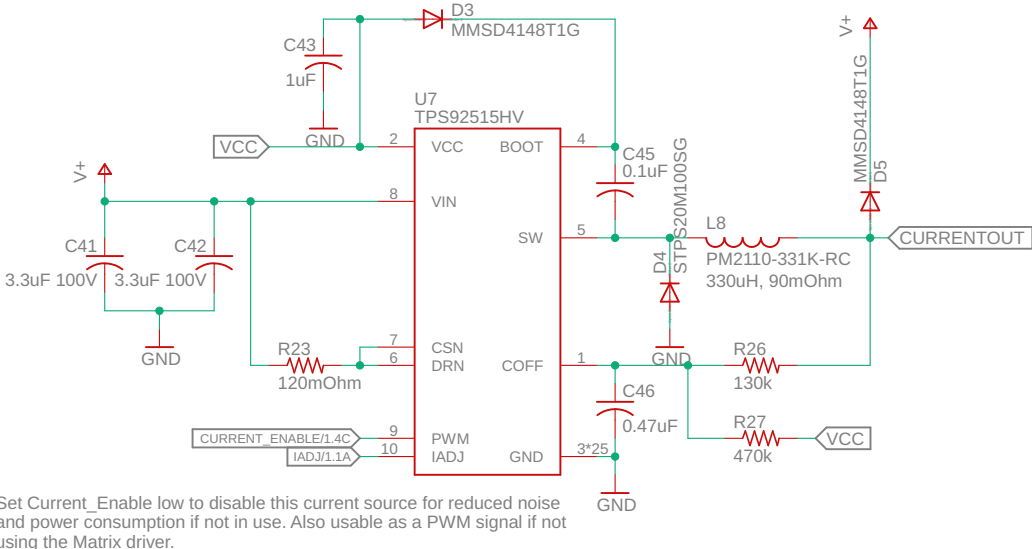 D3
MMSD4148T1G
C43
1uF
GND
U7
TPS92515HV
V+
MMSD4148T1G
D5
VCC
2
VCC
BOOT
4
C45
0.1uF
V+
8
VIN
SW
5
STPS20M100SG
D4
L8
PM2110-331K-RC
330uH, 90mOhm
CURRENTOUT
C41
3.3uF 100V
C42
3.3uF 100V
GND
GND
R23
120mOhm
7
CSN
6
DRN
COFF
1
R26
130k
C46
0.47uF
R27
470k
VCC
CURRENT_ENABLE/1.4C
9
PWM
IADJ/1.1A
10
IADJ
GND
3*25
GND
Set Current_Enable low to disable this current source for reduced noise
and power consumption if not in use. Also usable as a PWM signal if not
using the Matrix driver.